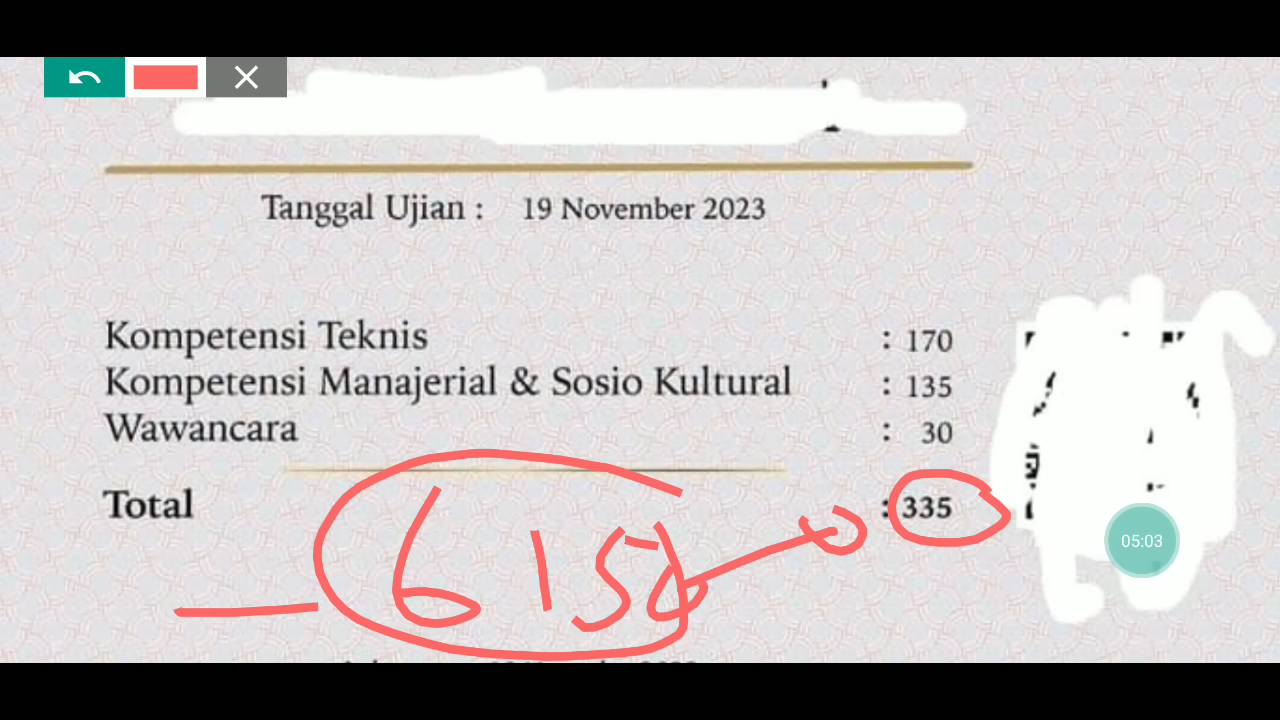 Tanggal Ujian : 19 November 2023
Kompetensi Teknis : 170
Kompetensi Manajerial & Sosio Kultural : 135
Wawancara : 30
Total : 335
05:03